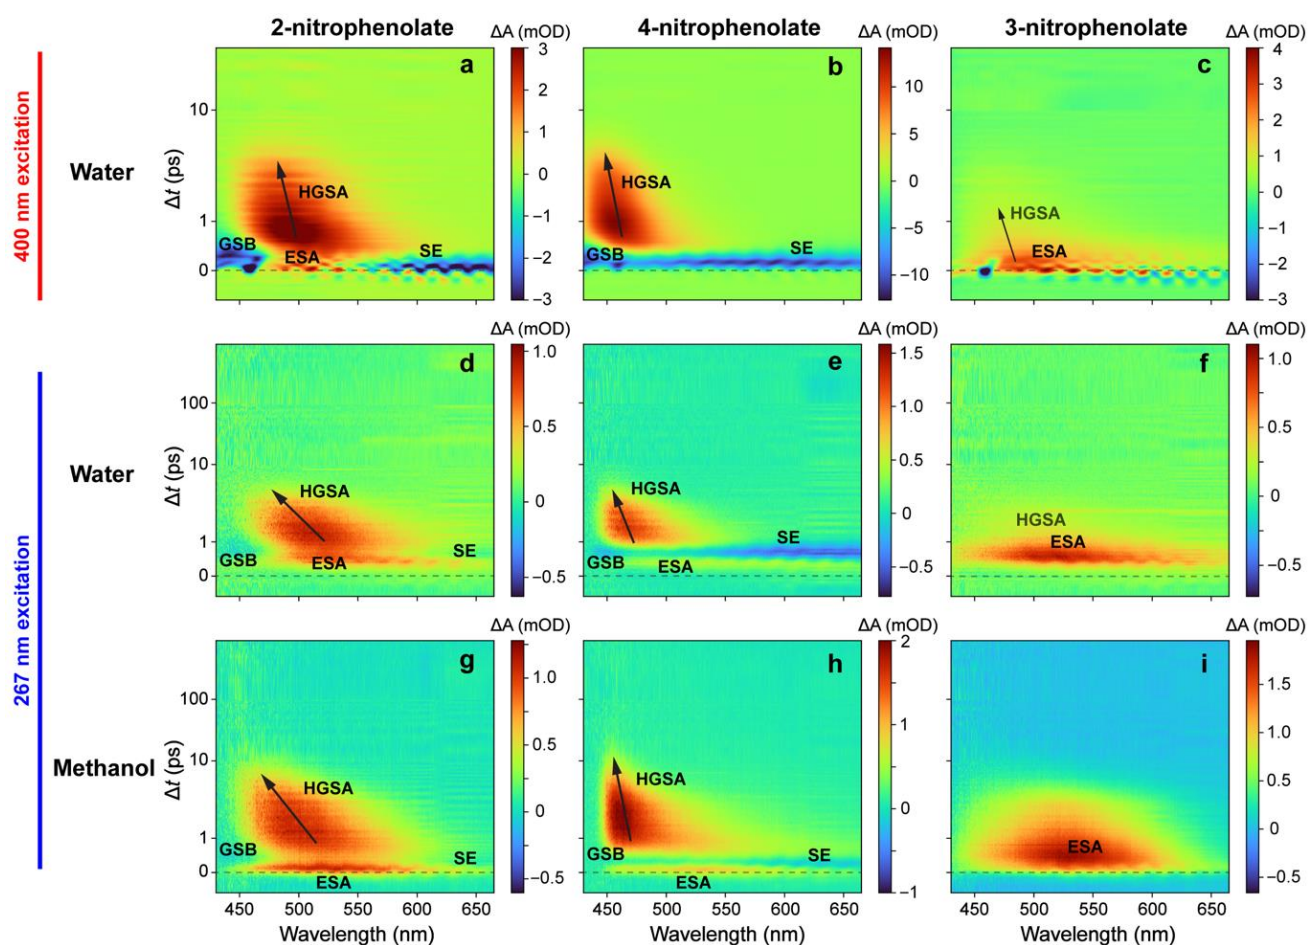 2-nitrophenolate 4-nitrophenolate 3-nitrophenolate
400 nm excitation
Water
Δt (ps)
10
1
0
ΔA (mOD)
a
HGSA
GSB
ESA
SE
3
2
1
0
−1
−2
−3
ΔA (mOD)
b
HGSA
GSB
SE
10
5
0
−5
−10
ΔA (mOD)
c
HGSA
ESA
4
3
2
1
0
−1
−2
−3
267 nm excitation
Water
Δt (ps)
100
10
1
0
ΔA (mOD)
d
HGSA
GSB
ESA
SE
1.0
0.5
0
−0.5
ΔA (mOD)
e
HGSA
SE
GSB
ESA
1.5
1.0
0.5
0
−0.5
ΔA (mOD)
f
HGSA
ESA
1.0
0.5
0
−0.5
Methanol
Δt (ps)
100
10
1
0
ΔA (mOD)
g
HGSA
GSB
SE
ESA
1.0
0.5
0
−0.5
450 500 550 600 650
Wavelength (nm)
ΔA (mOD)
h
HGSA
GSB
SE
ESA
2
1
0
−1
450 500 550 600 650
Wavelength (nm)
ΔA (mOD)
i
ESA
1.5
1.0
0.5
0
−0.5
450 500 550 600 650
Wavelength (nm)